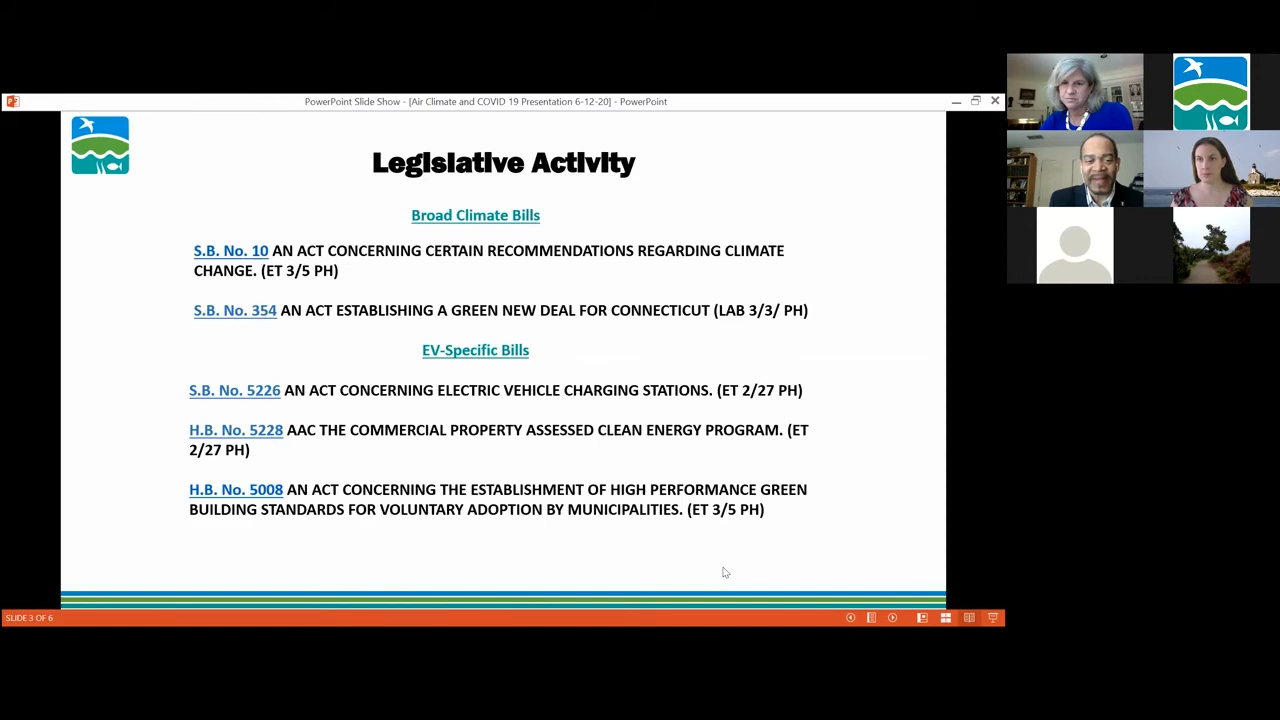 PowerPoint Slide Show - [Air Climate and COVID 19 Presentation 6-12-20] - PowerPoint
Legislative Activity
Broad Climate Bills
S.B. No. 10 AN ACT CONCERNING CERTAIN RECOMMENDATIONS REGARDING CLIMATE
CHANGE. (ET 3/5 PH)
S.B. No. 354 AN ACT ESTABLISHING A GREEN NEW DEAL FOR CONNECTICUT (LAB 3/3/ PH)
EV-Specific Bills
S.B. No. 5226 AN ACT CONCERNING ELECTRIC VEHICLE CHARGING STATIONS. (ET 2/27 PH)
H.B. No. 5228 AAC THE COMMERCIAL PROPERTY ASSESSED CLEAN ENERGY PROGRAM. (ET
2/27 PH)
H.B. No. 5008 AN ACT CONCERNING THE ESTABLISHMENT OF HIGH PERFORMANCE GREEN
BUILDING STANDARDS FOR VOLUNTARY ADOPTION BY MUNICIPALITIES. (ET 3/5 PH)
SLIDE 3 OF 6